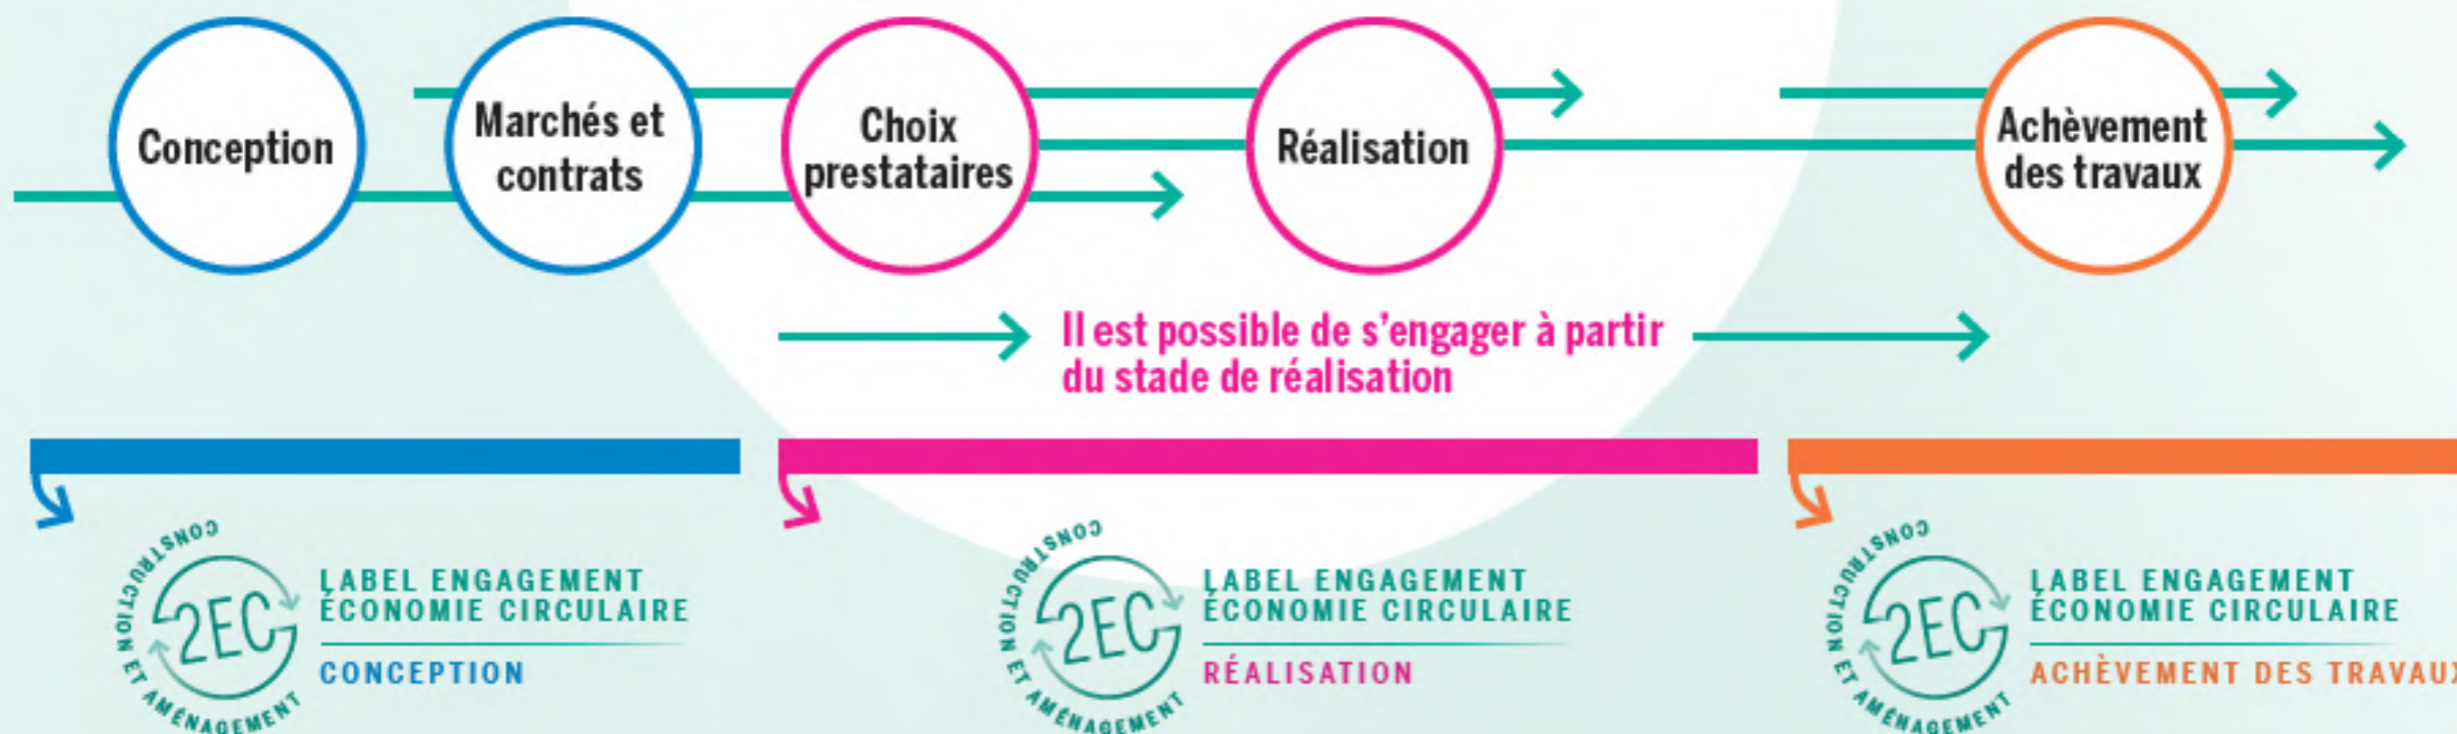 Conception
Marchés et
contrats
Choix
prestataires
Réalisation
Achèvement
des travaux
Il est possible de s'engager à partir
du stade de réalisation
CONSTRUCTION ET AMÉNAGEMENT
2EC
LABEL ENGAGEMENT
ÉCONOMIE CIRCULAIRE
CONCEPTION
CONSTRUCTION ET AMÉNAGEMENT
2EC
LABEL ENGAGEMENT
ÉCONOMIE CIRCULAIRE
RÉALISATION
CONSTRUCTION ET AMÉNAGEMENT
2EC
LABEL ENGAGEMENT
ÉCONOMIE CIRCULAIRE
ACHÈVEMENT DES TRAVAUX